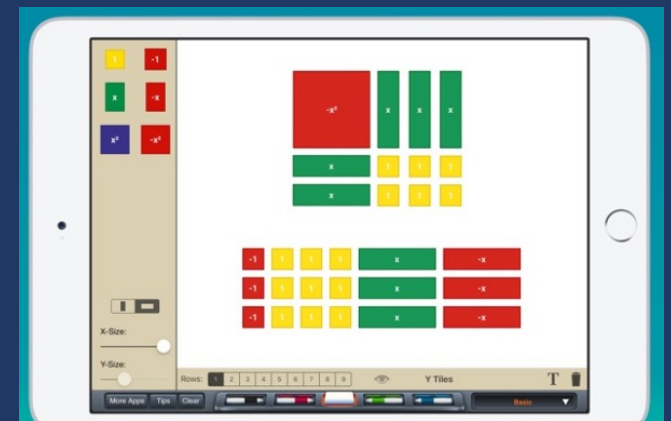 1 -1
x -x
x² -x²
-x² x x x
x 1 1 1
x 1 1 1
-1 1 1 1 x -x
-1 1 1 1 x -x
-1 1 1 1 x -x
X-Size:
Y-Size:
Rows: 1 2 3 4 5 6 7 8 9 Y Tiles T
More Apps Tips Clear Basic